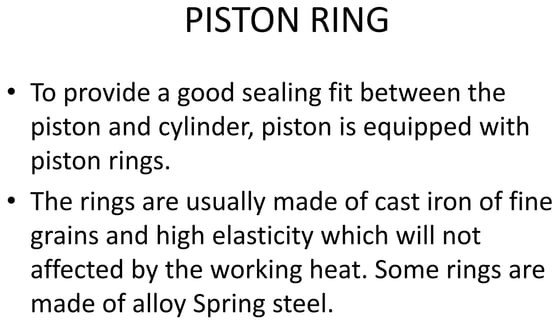 PISTON RING
• To provide a good sealing fit between the
piston and cylinder, piston is equipped with
piston rings.
• The rings are usually made of cast iron of fine
grains and high elasticity which will not
affected by the working heat. Some rings are
made of alloy Spring steel.